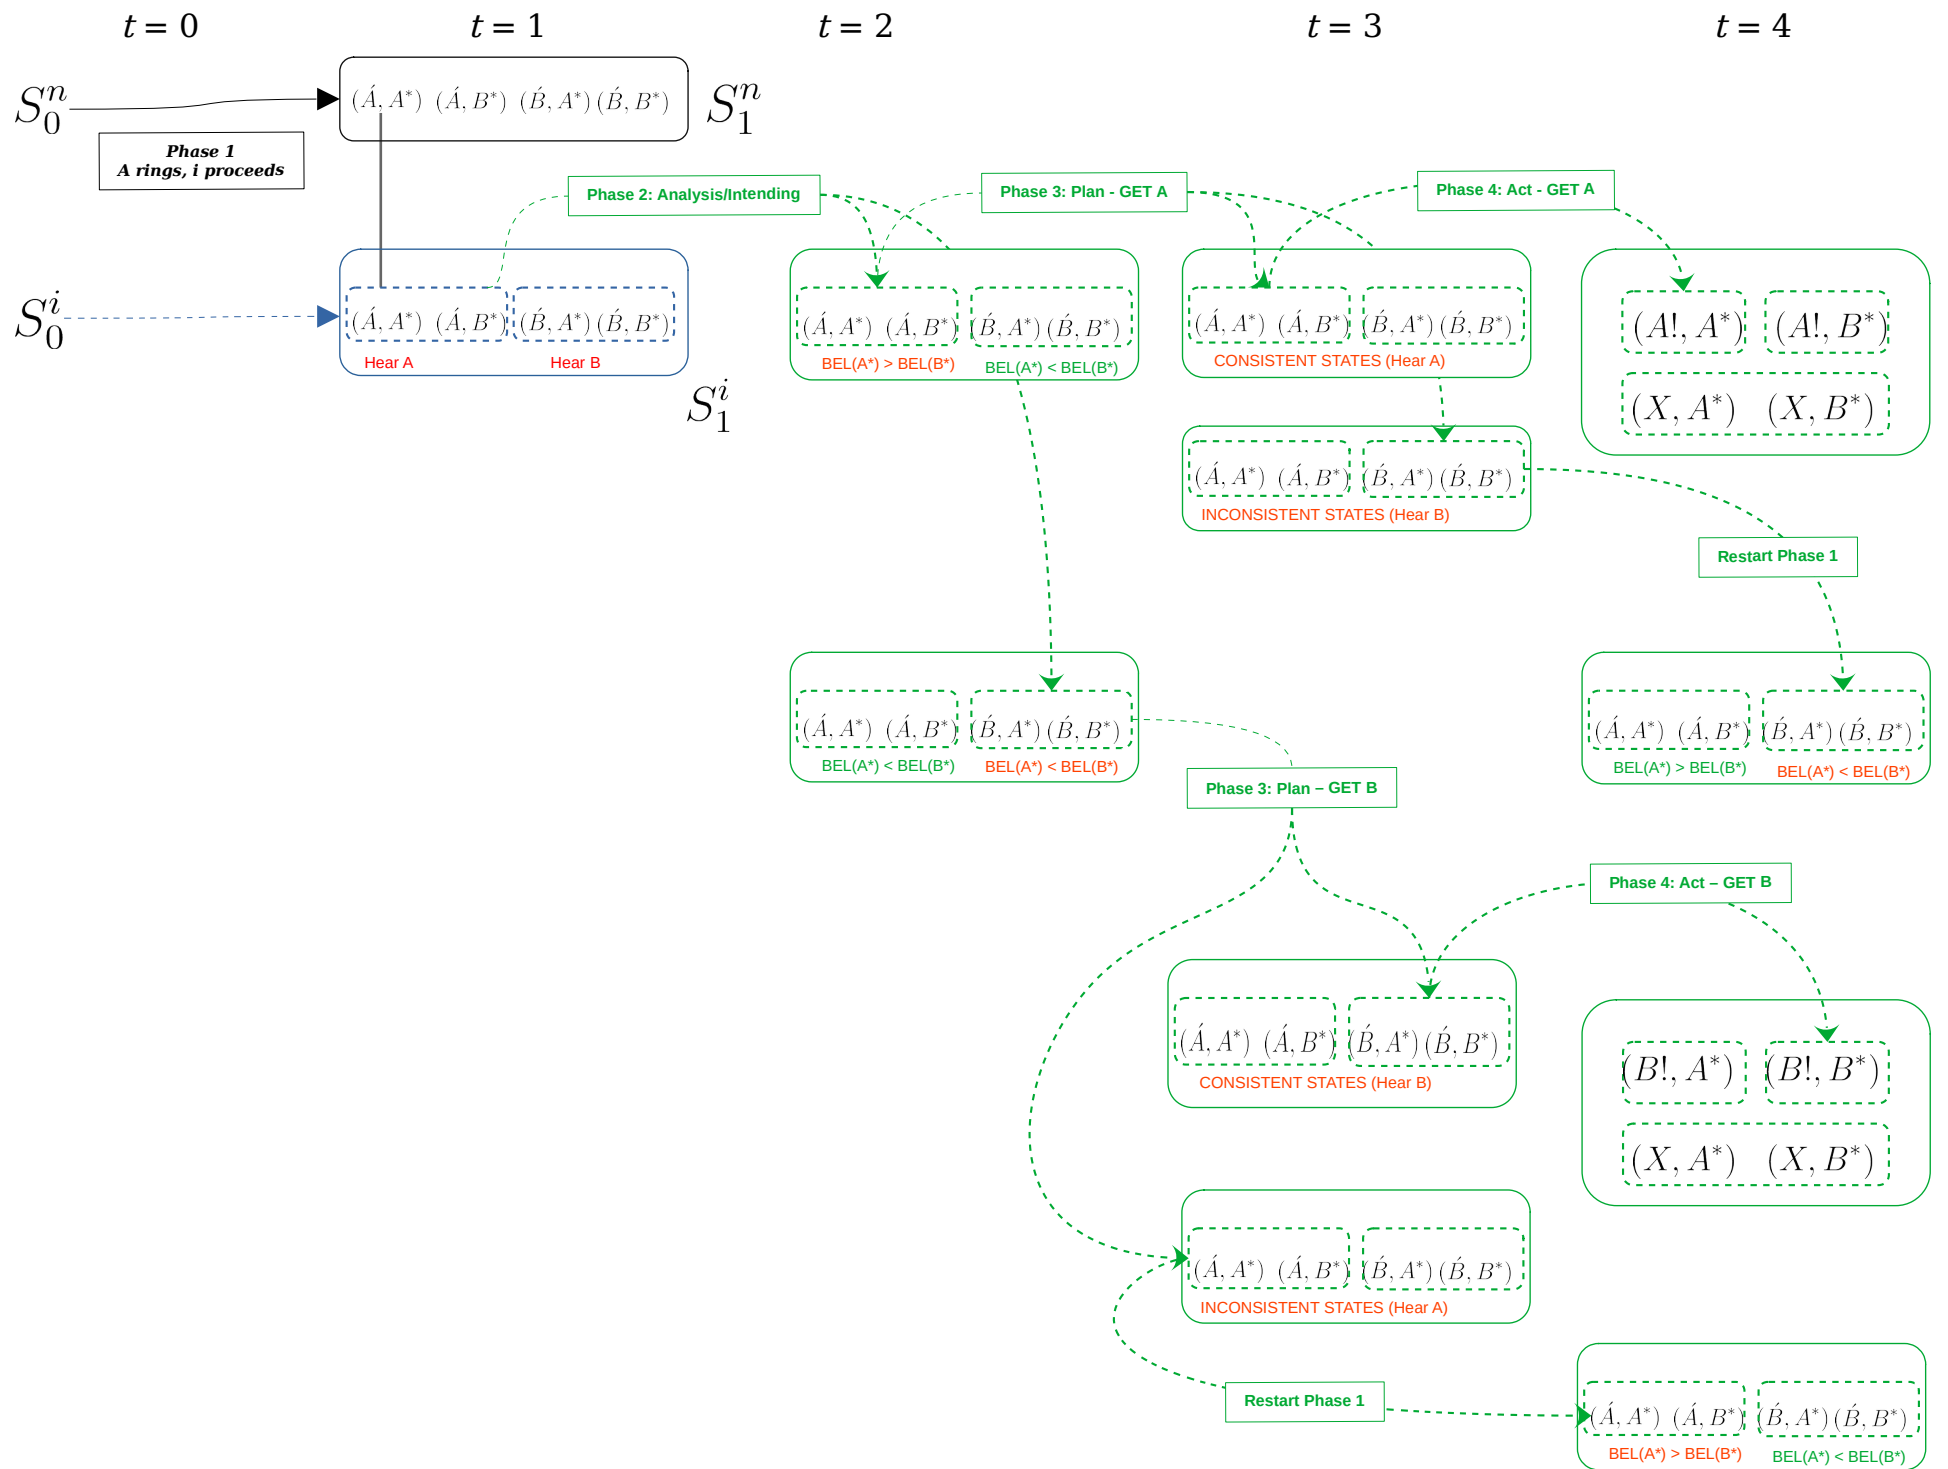 t = 0 t = 1 t = 2 t = 3 t = 4
S_0^n
(Á, A*) (Á, B*) (B́, A*) (B́, B*)
S_1^n
Phase 1
A rings, i proceeds
Phase 2: Analysis/Intending
Phase 3: Plan - GET A
Phase 4: Act - GET A
S_0^i
(Á, A*) (Á, B*) (B́, A*) (B́, B*)
Hear A Hear B
S_1^i
(Á, A*) (Á, B*) (B́, A*) (B́, B*)
BEL(A*) > BEL(B*) BEL(A*) < BEL(B*)
(Á, A*) (Á, B*) (B́, A*) (B́, B*)
CONSISTENT STATES (Hear A)
(A!, A*) (A!, B*)
(X, A*) (X, B*)
(Á, A*) (Á, B*) (B́, A*) (B́, B*)
INCONSISTENT STATES (Hear B)
Restart Phase 1
(Á, A*) (Á, B*) (B́, A*) (B́, B*)
BEL(A*) < BEL(B*) BEL(A*) < BEL(B*)
(Á, A*) (Á, B*) (B́, A*) (B́, B*)
BEL(A*) > BEL(B*) BEL(A*) < BEL(B*)
Phase 3: Plan – GET B
Phase 4: Act – GET B
(Á, A*) (Á, B*) (B́, A*) (B́, B*)
CONSISTENT STATES (Hear B)
(B!, A*) (B!, B*)
(X, A*) (X, B*)
(Á, A*) (Á, B*) (B́, A*) (B́, B*)
INCONSISTENT STATES (Hear A)
Restart Phase 1
(Á, A*) (Á, B*) (B́, A*) (B́, B*)
BEL(A*) > BEL(B*) BEL(A*) < BEL(B*)